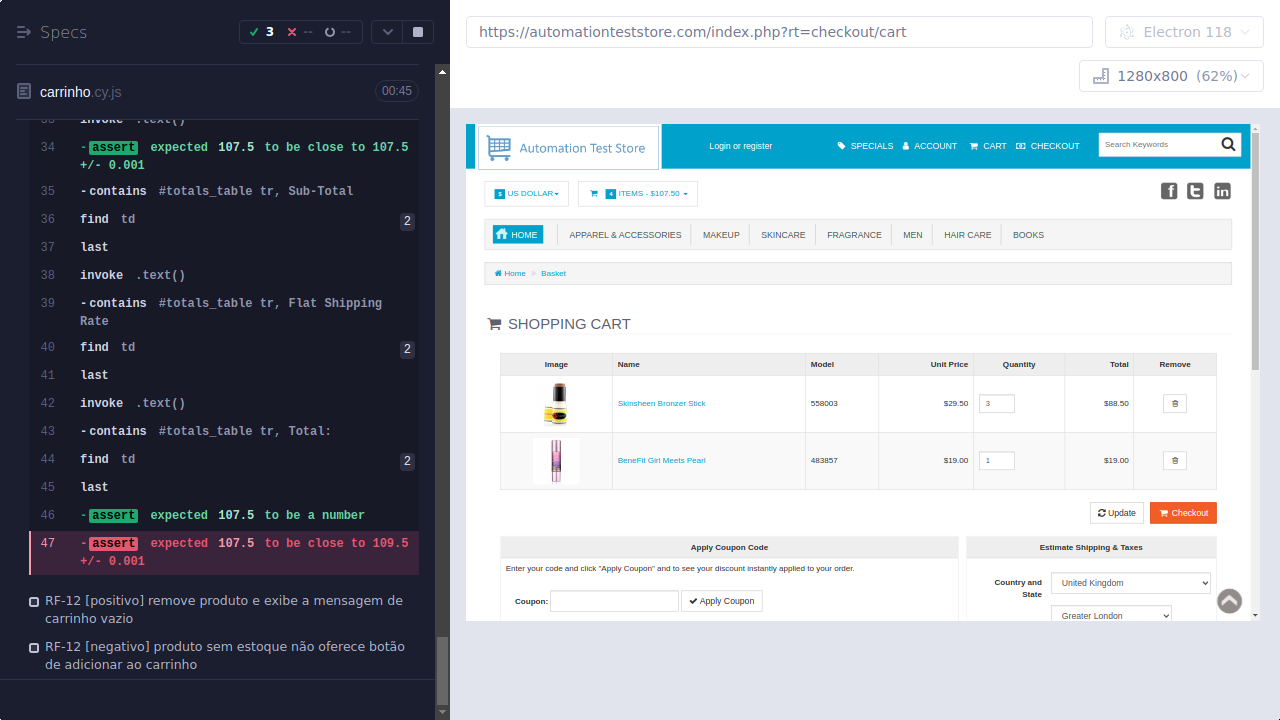 Specs
3
--
--
carrinho.cy.js
00:45
33 invoke .text()
34 -assert expected 107.5 to be close to 107.5
+/- 0.001
35 -contains #totals_table tr, Sub-Total
36 find td 2
37 last
38 invoke .text()
39 -contains #totals_table tr, Flat Shipping
Rate
40 find td 2
41 last
42 invoke .text()
43 -contains #totals_table tr, Total:
44 find td 2
45 last
46 -assert expected 107.5 to be a number
47 -assert expected 107.5 to be close to 109.5
+/- 0.001
RF-12 [positivo] remove produto e exibe a mensagem de
carrinho vazio
RF-12 [negativo] produto sem estoque não oferece botão
de adicionar ao carrinho
https://automationteststore.com/index.php?rt=checkout/cart
Electron 118
1280x800 (62%)
Automation Test Store
Login or register
SPECIALS
ACCOUNT
CART
CHECKOUT
Search Keywords
$ US DOLLAR
4 ITEMS - $107.50
HOME
APPAREL & ACCESSORIES
MAKEUP
SKINCARE
FRAGRANCE
MEN
HAIR CARE
BOOKS
Home » Basket
SHOPPING CART
Image Name Model Unit Price Quantity Total Remove
Skinsheen Bronzer Stick 558003 $29.50 3 $88.50
BeneFit Girl Meets Pearl 483857 $19.00 1 $19.00
Update
Checkout
Apply Coupon Code
Enter your code and click "Apply Coupon" and to see your discount instantly applied to your order.
Coupon:
Apply Coupon
Estimate Shipping & Taxes
Country and
State
United Kingdom
Greater London